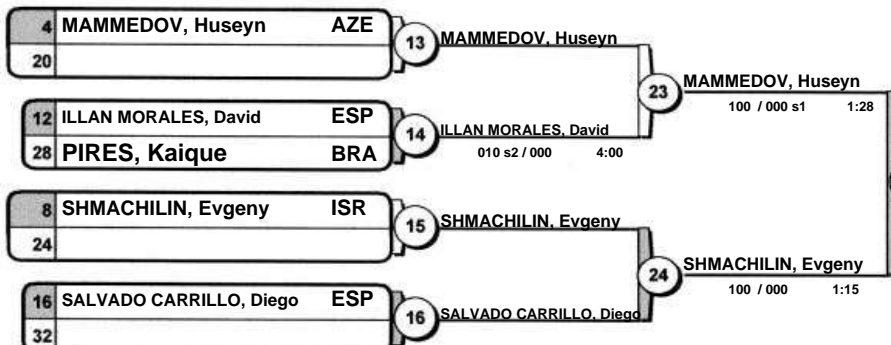 4 MAMMEDOV, Huseyn AZE
20
13
MAMMEDOV, Huseyn
12 ILLAN MORALES, David ESP
28 PIRES, Kaique BRA
14
ILLAN MORALES, David
010 s2 / 000 4:00
23
MAMMEDOV, Huseyn
100 / 000 s1 1:28
8 SHMACHILIN, Evgeny ISR
24
15
SHMACHILIN, Evgeny
16 SALVADO CARRILLO, Diego ESP
32
16
SALVADO CARRILLO, Diego
24
SHMACHILIN, Evgeny
100 / 000 1:15